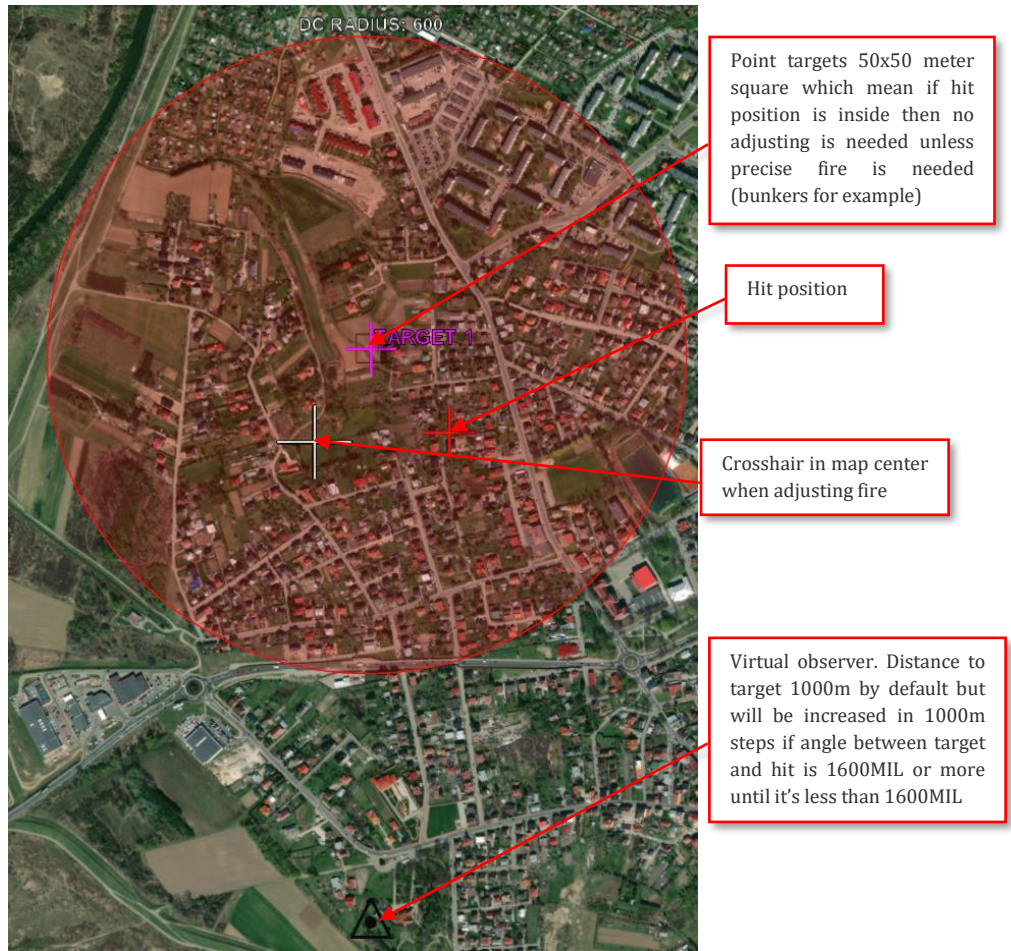 DC RADIUS: 600
Point targets 50x50 meter
square which mean if hit
position is inside then no
adjusting is needed unless
precise fire is needed
(bunkers for example)
Hit position
TARGET 1
Crosshair in map center
when adjusting fire
Virtual observer. Distance to
target 1000m by default but
will be increased in 1000m
steps if angle between target
and hit is 1600MIL or more
until it’s less than 1600MIL